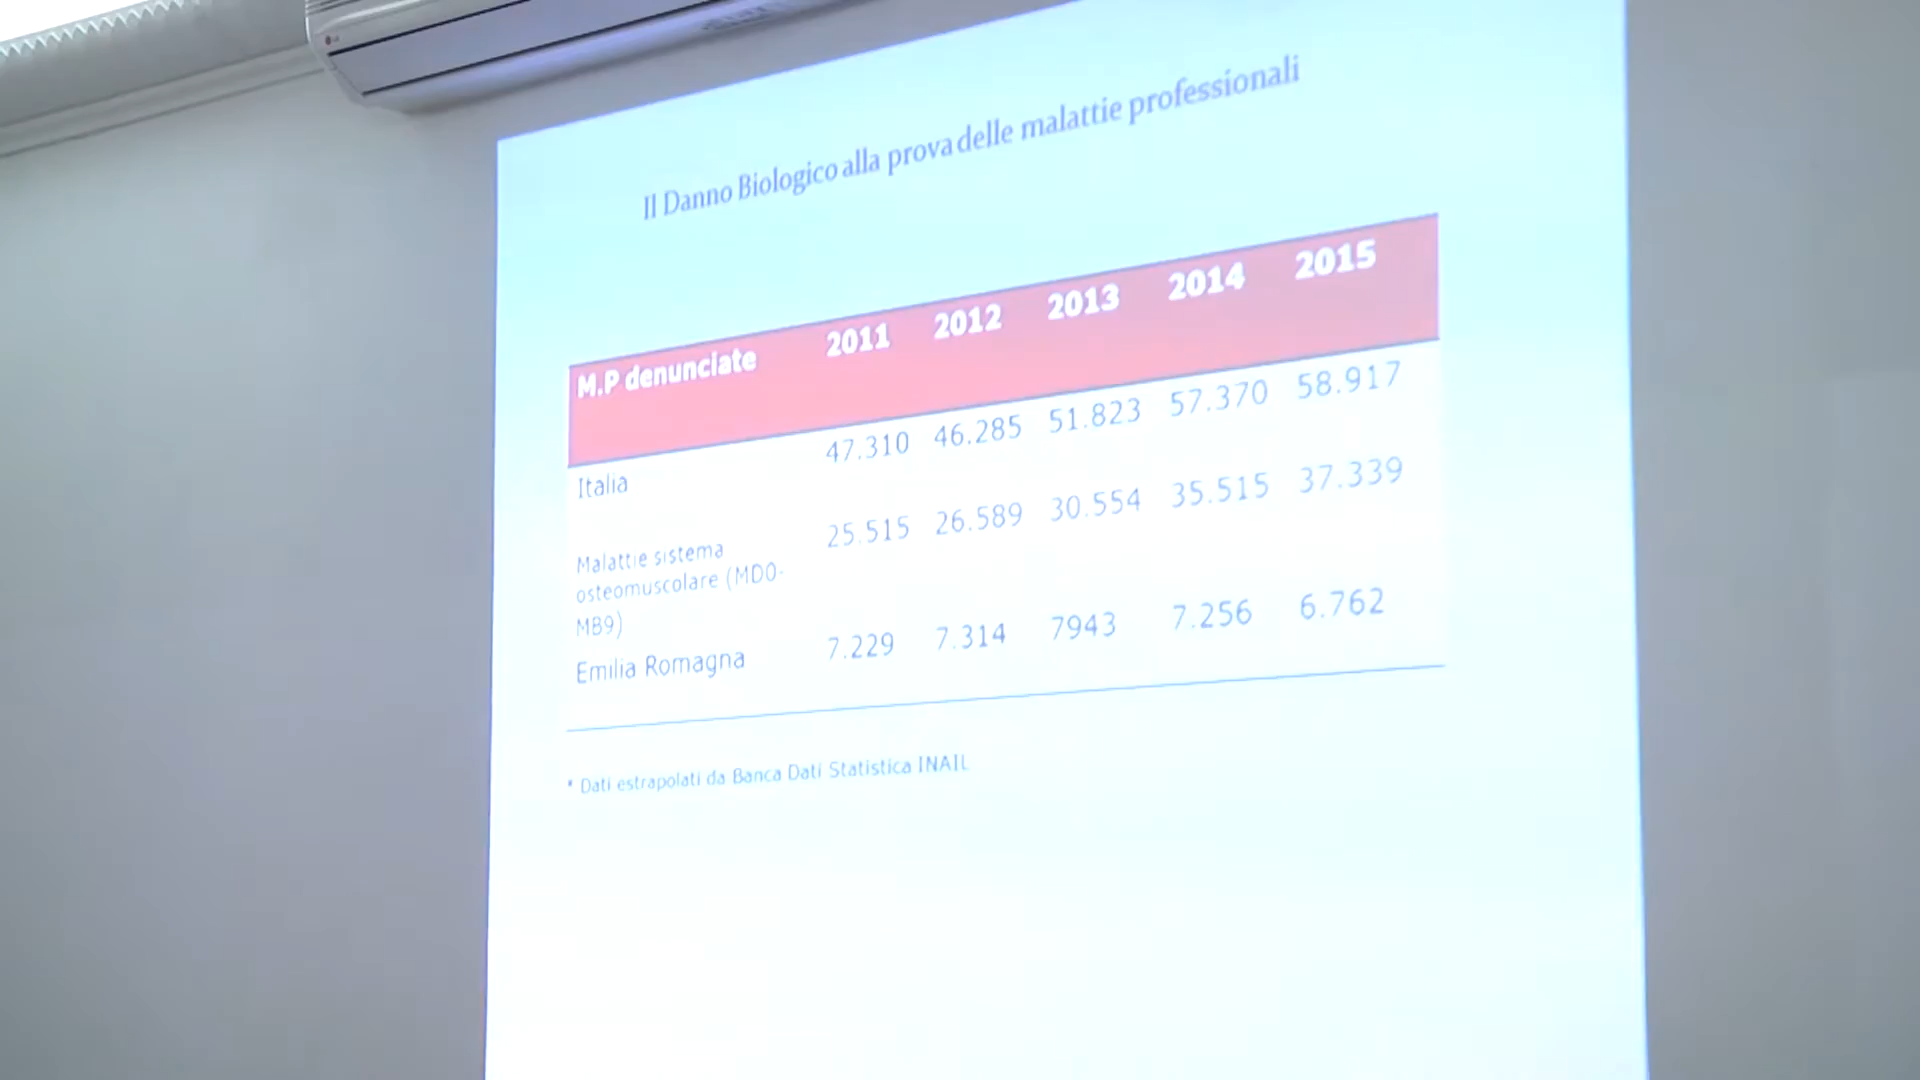 Il Danno Biologico alla prova delle malattie professionali
M.P denunciate 2011 2012 2013 2014 2015
Italia 47.310 46.285 51.823 57.370 58.917
Malattie sistema osteomuscolare (MD0-
MB9) 25.515 26.589 30.554 35.515 37.339
Emilia Romagna 7.229 7.314 7943 7.256 6.762
* Dati estrapolati da Banca Dati Statistica INAIL